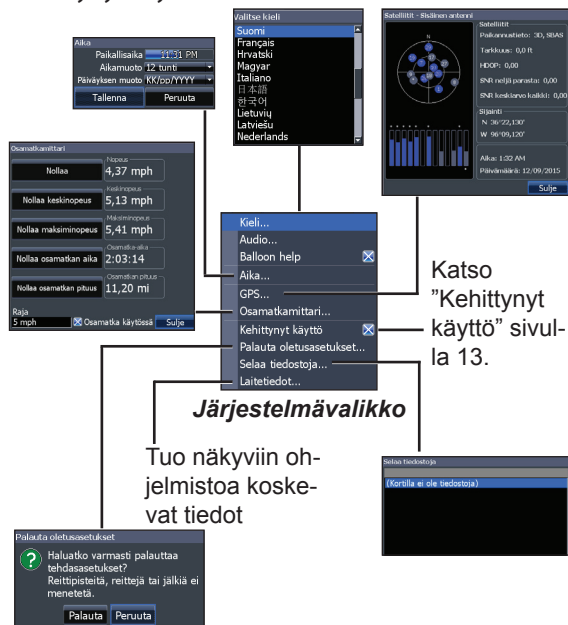 Aika
Paikallisaika 11:31 PM
Aikamuoto 12 tunti
Päiväyksen muoto KK/pp/YYYY
Tallenna Peruuta
Valitse kieli
Suomi
Français
Hrvatski
Magyar
Italiano
日本語
한국어
Lietuvių
Latviešu
Nederlands
Satelliitit - Sisäinen antenni
N
Satelliitit
Paikannustieto: 3D, SBAS
Tarkkuus: 0,0 ft
HDOP: 0,00
SNR neljä parasta: 0,00
SNR keskiarvo kaikki: 0,00
Sijainti
N 36°22,130'
W 96°09,120'
Aika: 1:32 AM
Päivämäärä: 12/09/2015
Sulje
Osamatkamittari
Nollaa
Nopeus
4,37 mph
Nollaa keskinopeus
Keskinopeus
5,13 mph
Nollaa maksiminopeus
Maksiminopeus
5,41 mph
Nollaa osamatkan aika
Osamatka-aika
2:03:14
Nollaa osamatkan pituus
Osamatkan pituus
11,20 mi
Raja
5 mph
Osamatka käytössä
Sulje
Kieli...
Audio...
Balloon help
Aika...
GPS...
Osamatkamittari...
Kehittynyt käyttö
Palauta oletusasetukset...
Selaa tiedostoja...
Laitetiedot...
Katso
"Kehittynyt
käyttö" sivul-
la 13.
Järjestelmävalikko
Tuo näkyviin oh-
jelmistoa koske-
vat tiedot
Selaa tiedostoja
(Kortilla ei ole tiedostoja)
Palauta oletusasetukset
?
Haluatko varmasti palauttaa
tehdasasetukset?
Reittipisteitä, reittejä tai jälkiä ei
menetetä.
Palauta Peruuta